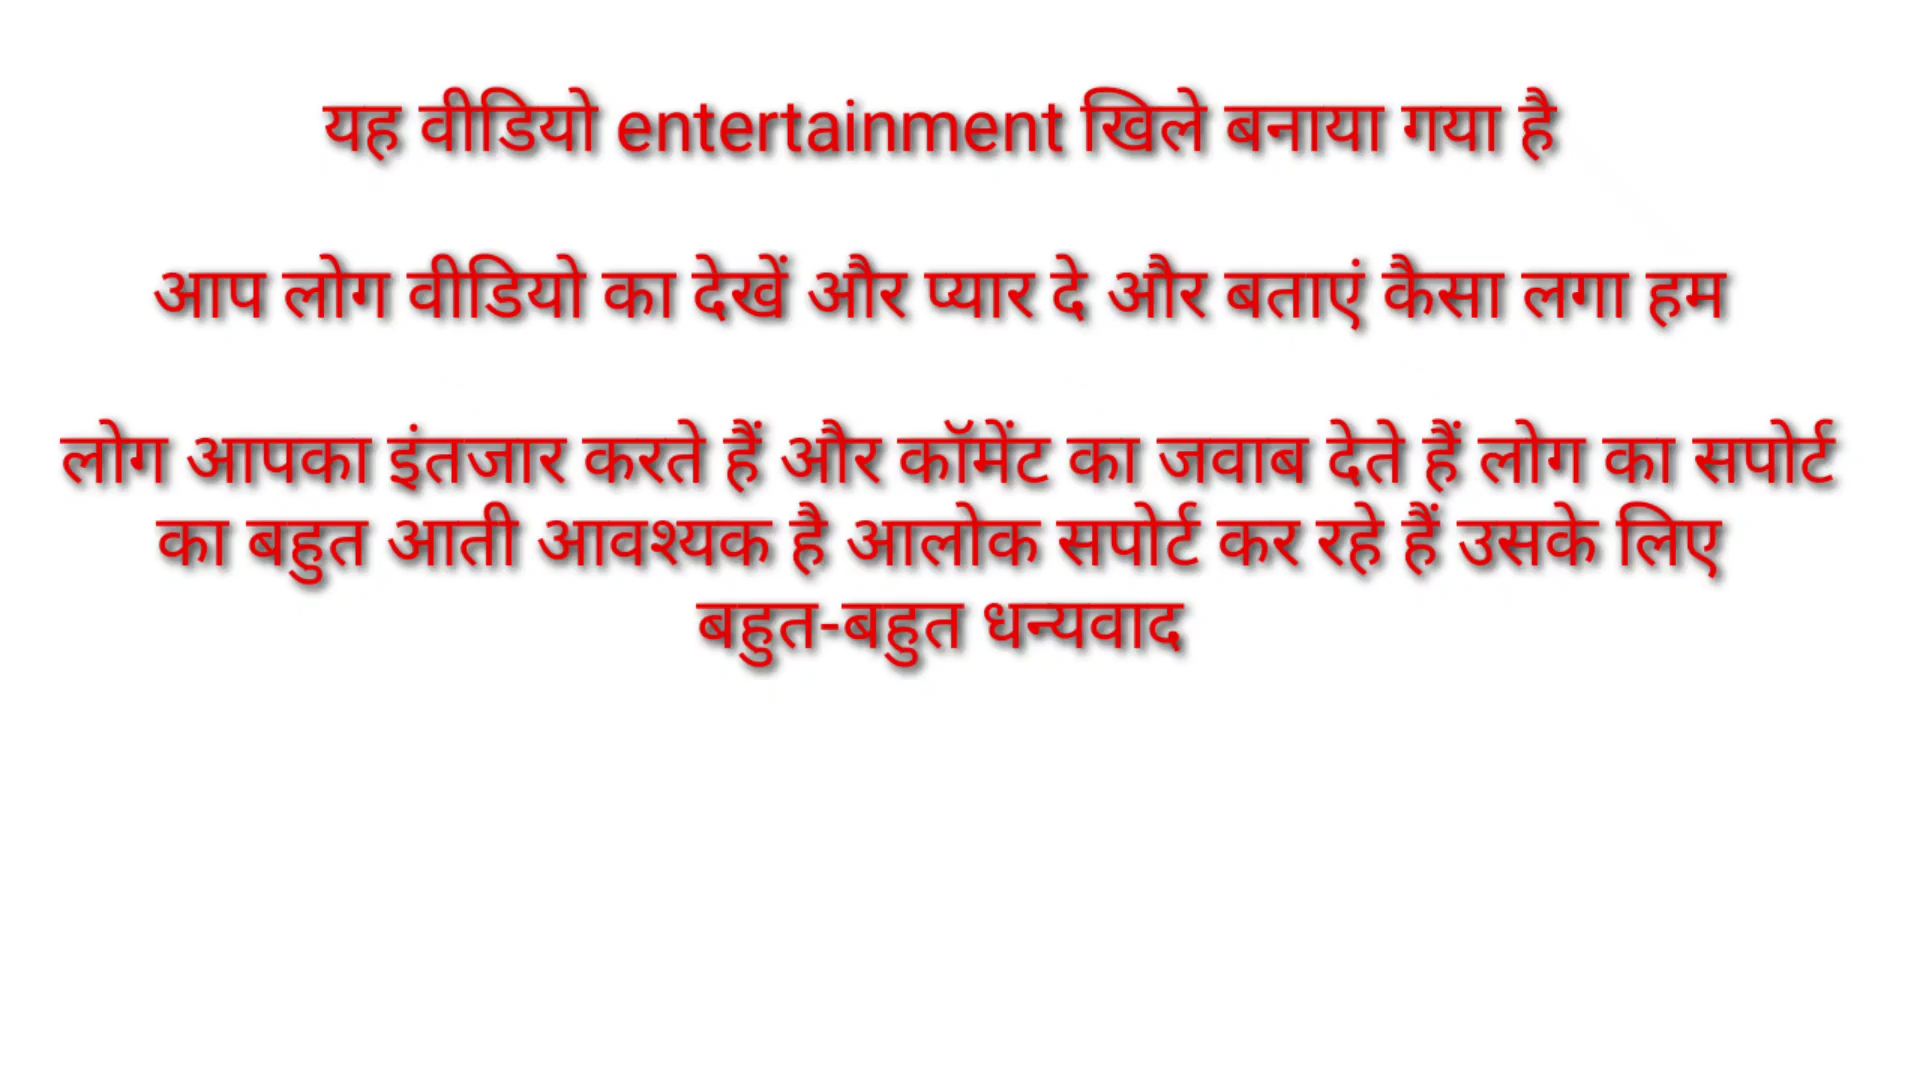 यह वीडियो entertainment खिले बनाया गया है
आप लोग वीडियो का देखें और प्यार दे और बताएं कैसा लगा हम
लोग आपका इंतजार करते हैं और कॉमेंट का जवाब देते हैं लोग का सपोर्ट
का बहुत आती आवश्यक है आलोक सपोर्ट कर रहे हैं उसके लिए
बहुत-बहुत धन्यवाद